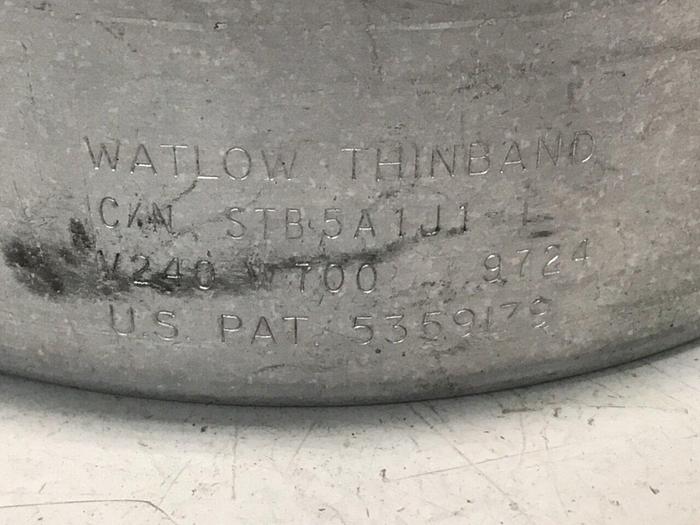 WATLOW THINBAND
C/N STB5A1J1 L
V240 W700 9724
U.S. PAT. 5359179